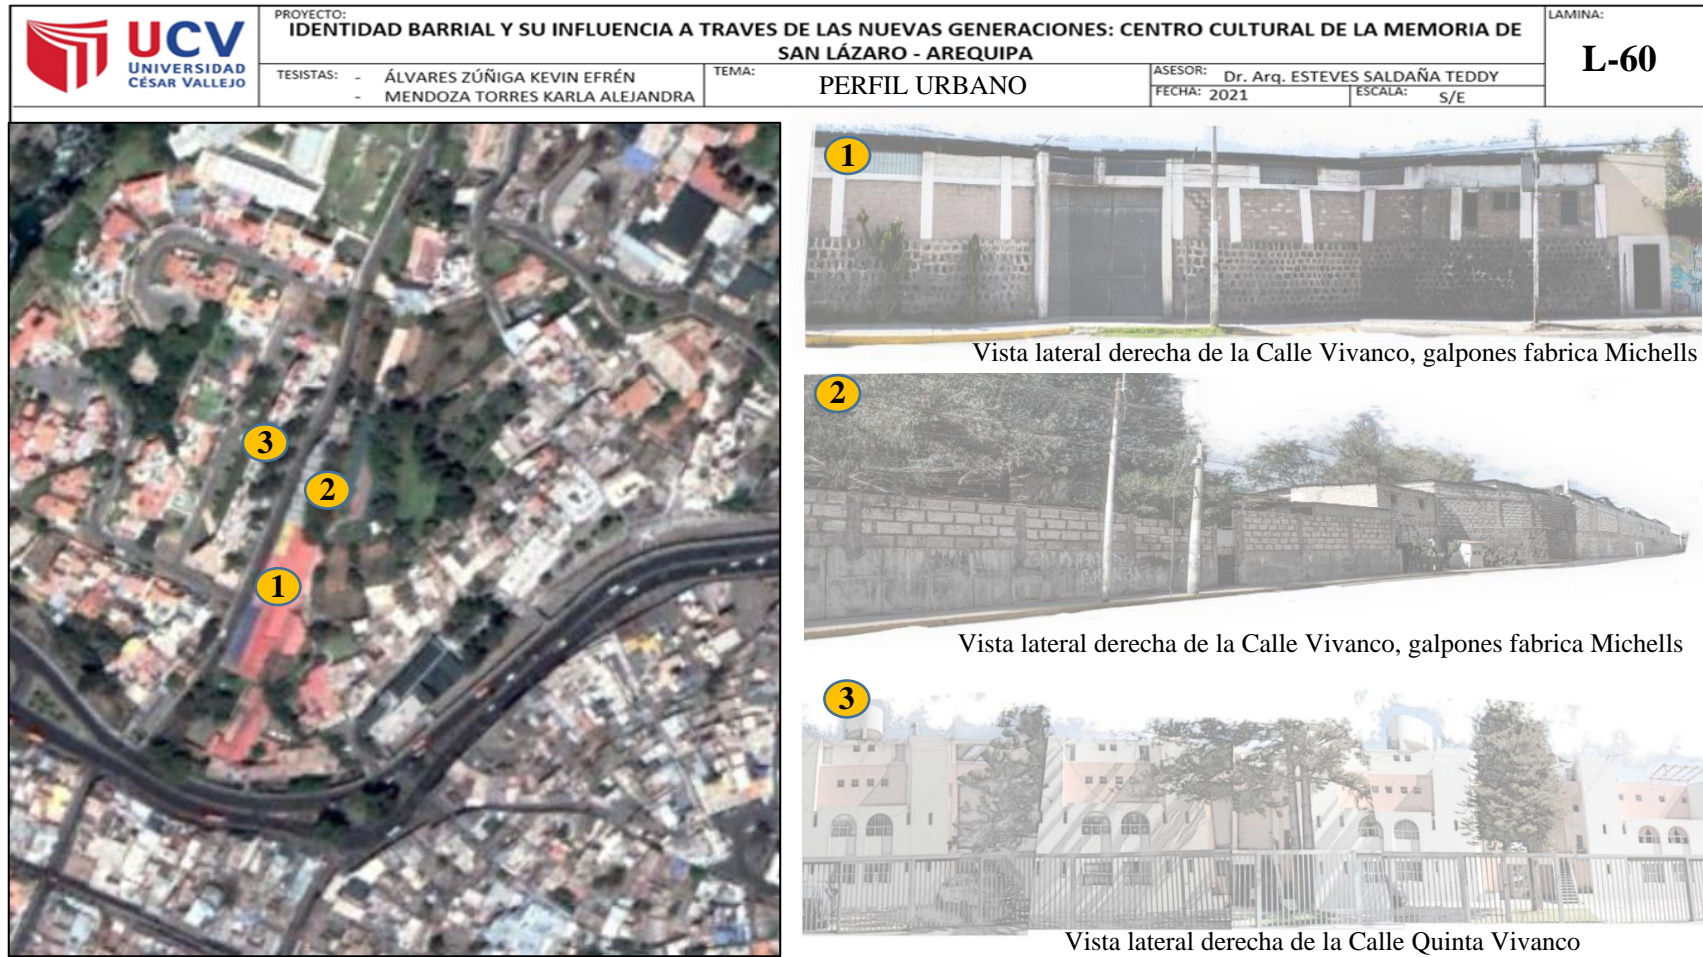 UCV
UNIVERSIDAD
CÉSAR VALLEJO
PROYECTO:
IDENTIDAD BARRIAL Y SU INFLUENCIA A TRAVES DE LAS NUEVAS GENERACIONES: CENTRO CULTURAL DE LA MEMORIA DE
SAN LÁZARO - AREQUIPA
TESISTAS: - ÁLVARES ZÚÑIGA KEVIN EFRÉN
- MENDOZA TORRES KARLA ALEJANDRA
TEMA:
PERFIL URBANO
ASESOR: Dr. Arq. ESTEVES SALDAÑA TEDDY
FECHA: 2021
ESCALA: S/E
LAMINA:
L-60
3
2
1
1
Vista lateral derecha de la Calle Vivanco, galpones fabrica Michells
2
Vista lateral derecha de la Calle Vivanco, galpones fabrica Michells
3
Vista lateral derecha de la Calle Quinta Vivanco